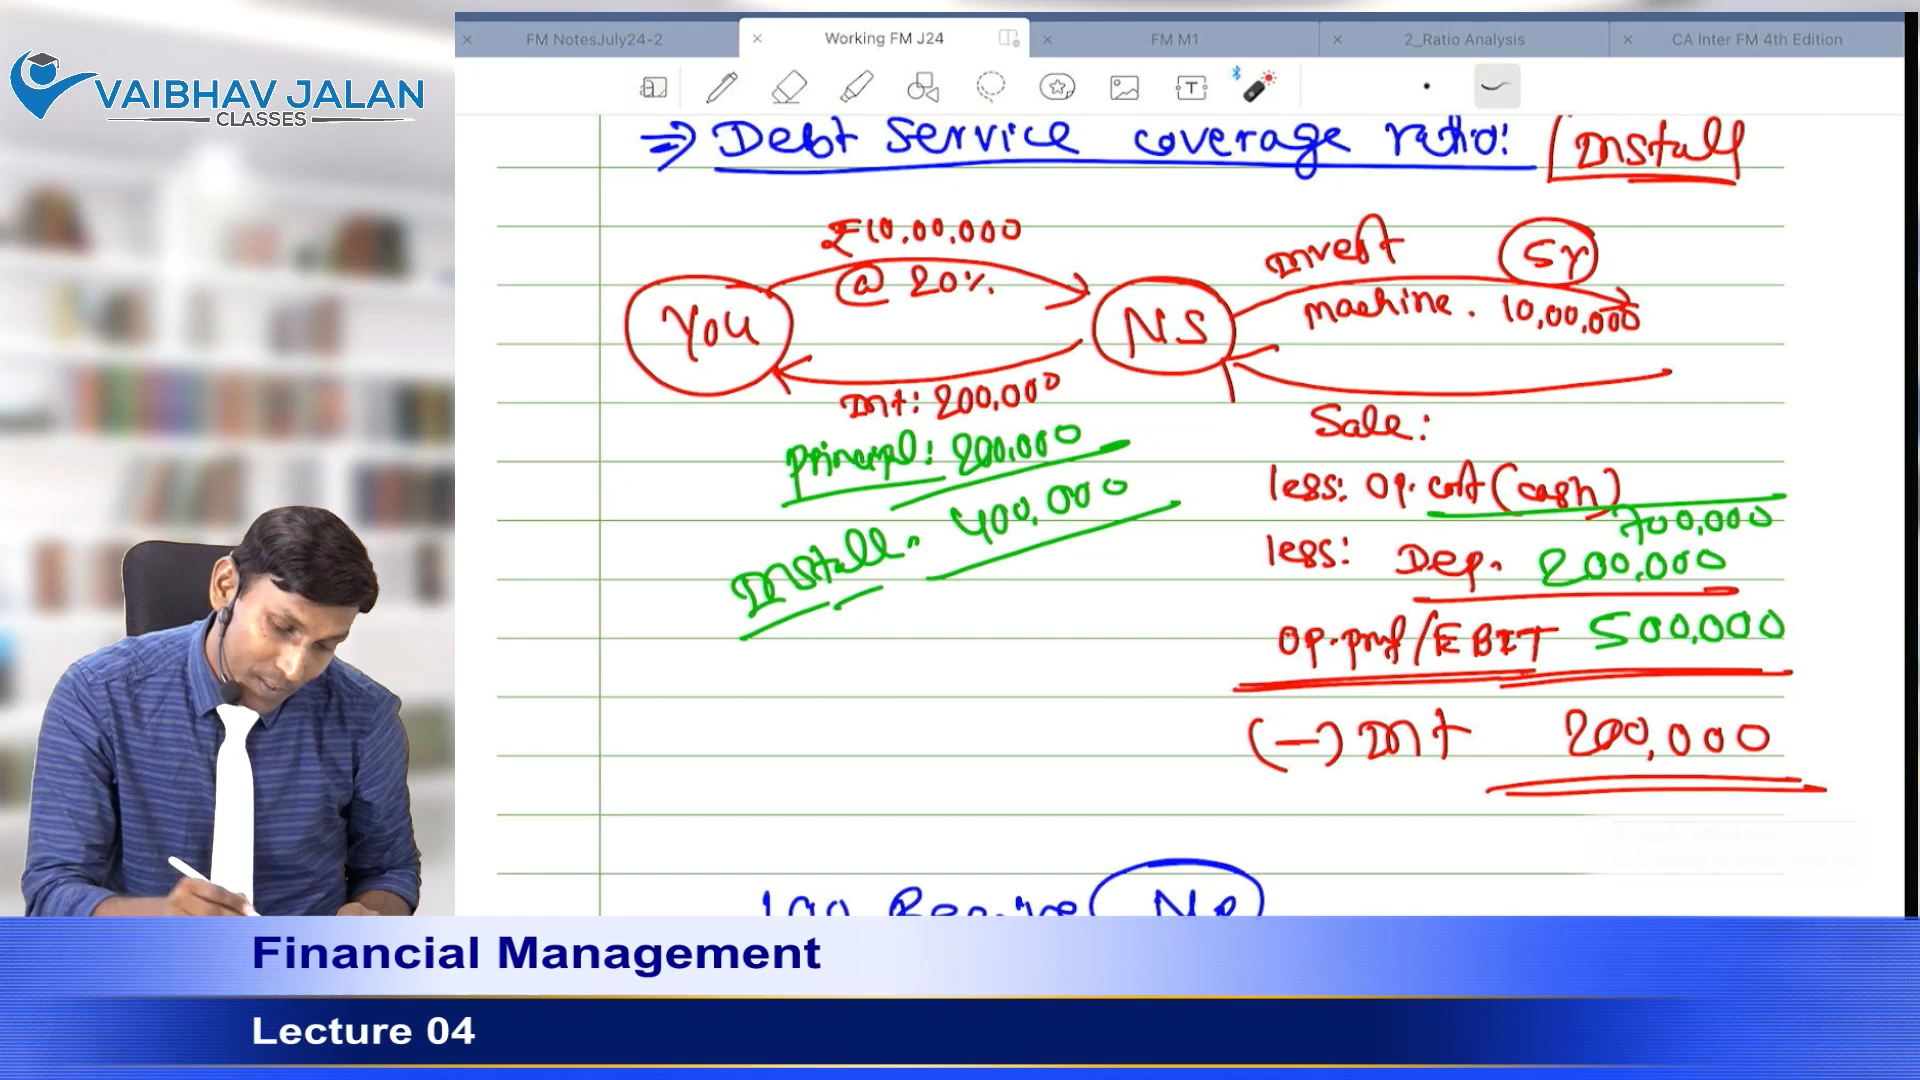 VAIBHAV JALAN
CLASSES
FM NotesJuly24-2
Working FM J24
FM M1
2_Ratio Analysis
CA Inter FM 4th Edition
⇒ Debt service coverage ratio:
Install
₹10,00,000
@ 20%
You
NS
invest
5Y
machine. 10,00,000
Int: 200,000
principl: 200,000
Install. 400,000
Sale:
less: Op. cost (cash)
700,000
less: Dep. 200,000
Op. prof/EBIT 500,000
(-) Int 200,000
Financial Management
Lecture 04